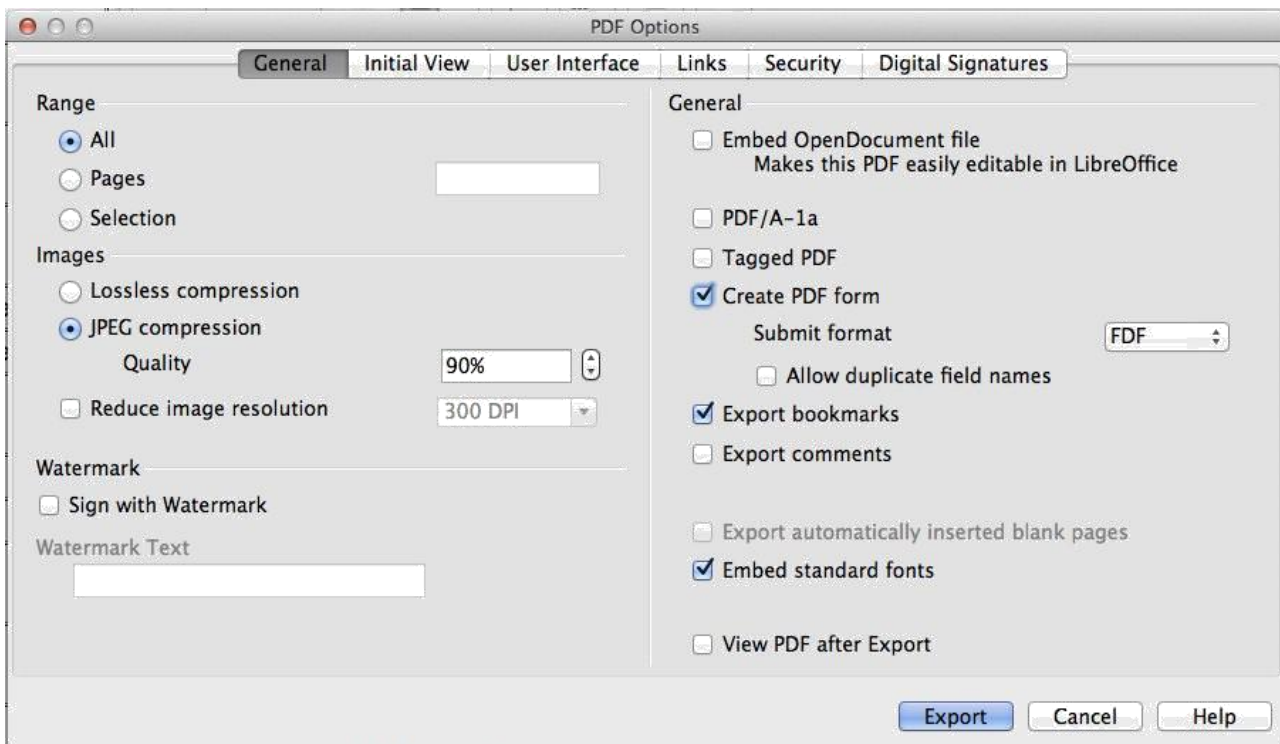 PDF Options
General Initial View User Interface Links Security Digital Signatures
Range
All
Pages
Selection
Images
Lossless compression
JPEG compression
Quality 90%
Reduce image resolution 300 DPI
Watermark
Sign with Watermark
Watermark Text
General
Embed OpenDocument file
Makes this PDF easily editable in LibreOffice
PDF/A-1a
Tagged PDF
Create PDF form
Submit format FDF
Allow duplicate field names
Export bookmarks
Export comments
Export automatically inserted blank pages
Embed standard fonts
View PDF after Export
Export Cancel Help